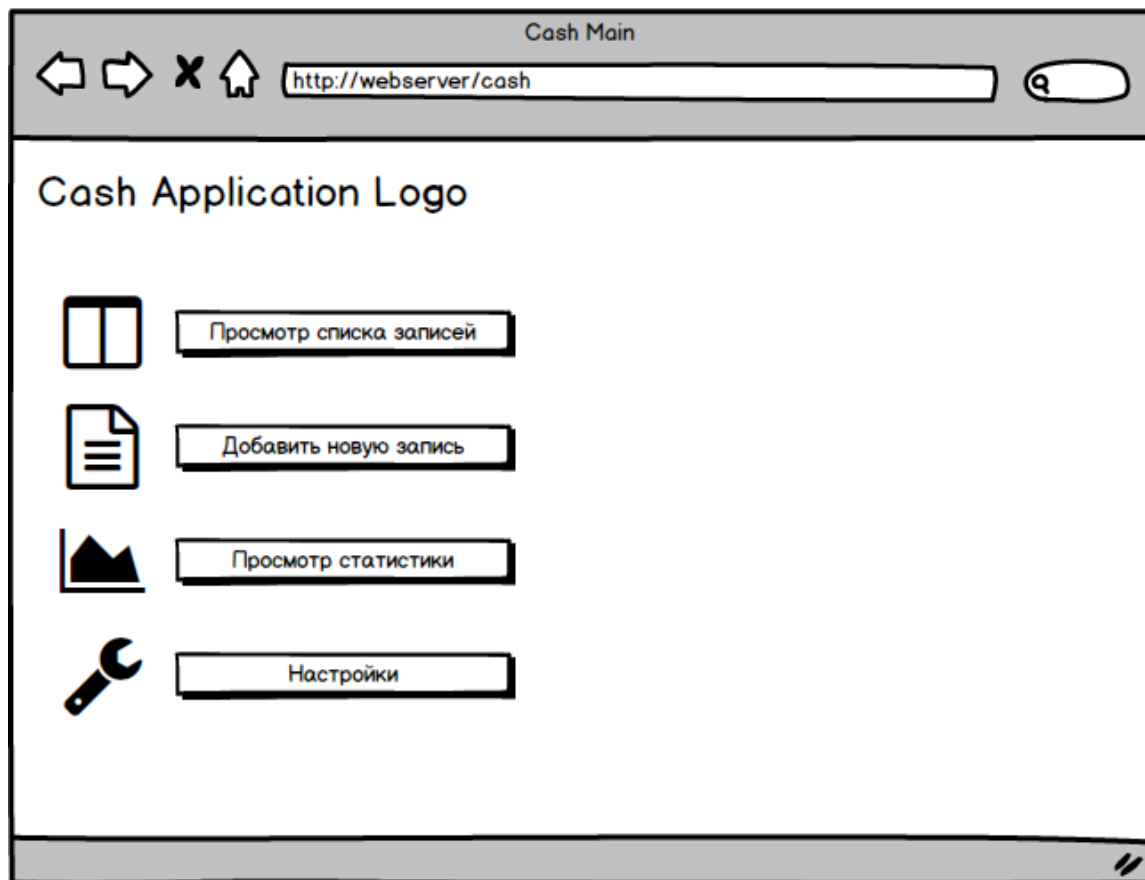 Cash Main
http://webserver/cash
Cash Application Logo
Просмотр списка записей
Добавить новую запись
Просмотр статистики
Настройки